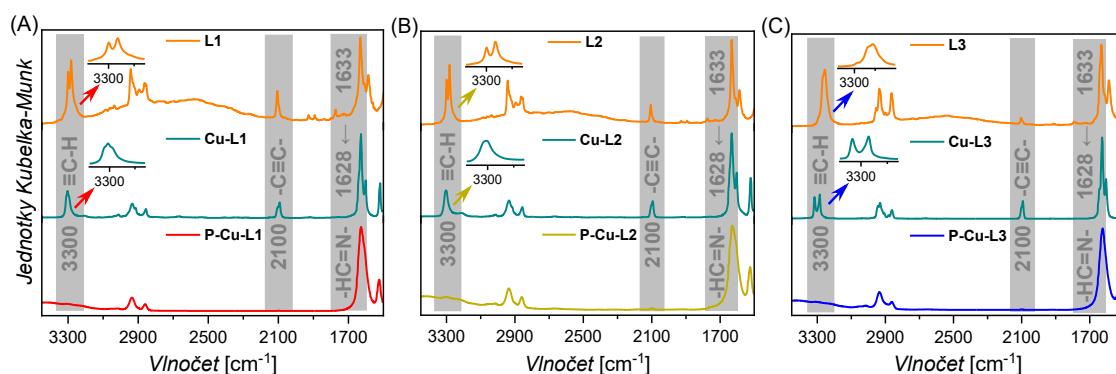 Jednotky Kubelka-Munk
(A)
L1
3300
Cu-L1
3300
P-Cu-L1
3300 ≡C-H
2100 -C≡C-
-HC=N- 1628 ← 1633
3300 2900 2500 2100 1700
Vlnočet [cm⁻¹]
(B)
L2
3300
Cu-L2
3300
P-Cu-L2
3300 ≡C-H
2100 -C≡C-
-HC=N- 1628 ← 1633
3300 2900 2500 2100 1700
Vlnočet [cm⁻¹]
(C)
L3
3300
Cu-L3
3300
P-Cu-L3
3300 ≡C-H
2100 -C≡C-
-HC=N- 1628 ← 1633
3300 2900 2500 2100 1700
Vlnočet [cm⁻¹]